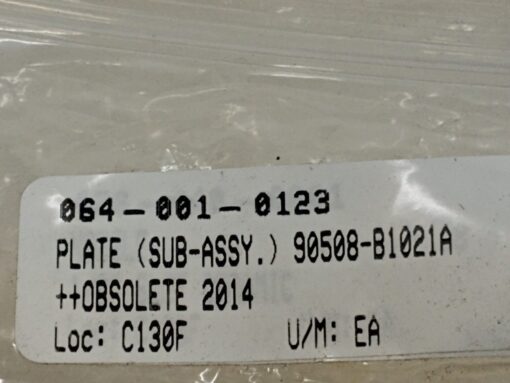 064-001-0123
PLATE (SUB-ASSY.) 90508-B1021A
++OBSOLETE 2014
Loc: C130F U/M: EA